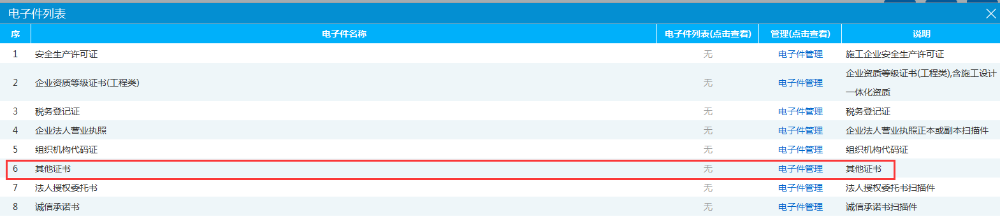 电子件列表
序 电子件名称 电子件列表(点击查看) 管理(点击查看) 说明
1 安全生产许可证 无 电子件管理 施工企业安全生产许可证
2 企业资质等级证书(工程类) 无 电子件管理 企业资质等级证书(工程类),含施工设计
一体化资质
3 税务登记证 无 电子件管理 税务登记证
4 企业法人营业执照 无 电子件管理 企业法人营业执照正本或副本扫描件
5 组织机构代码证 无 电子件管理 组织机构代码证
6 其他证书 无 电子件管理 其他证书
7 法人授权委托书 无 电子件管理 法人授权委托书扫描件
8 诚信承诺书 无 电子件管理 诚信承诺书扫描件